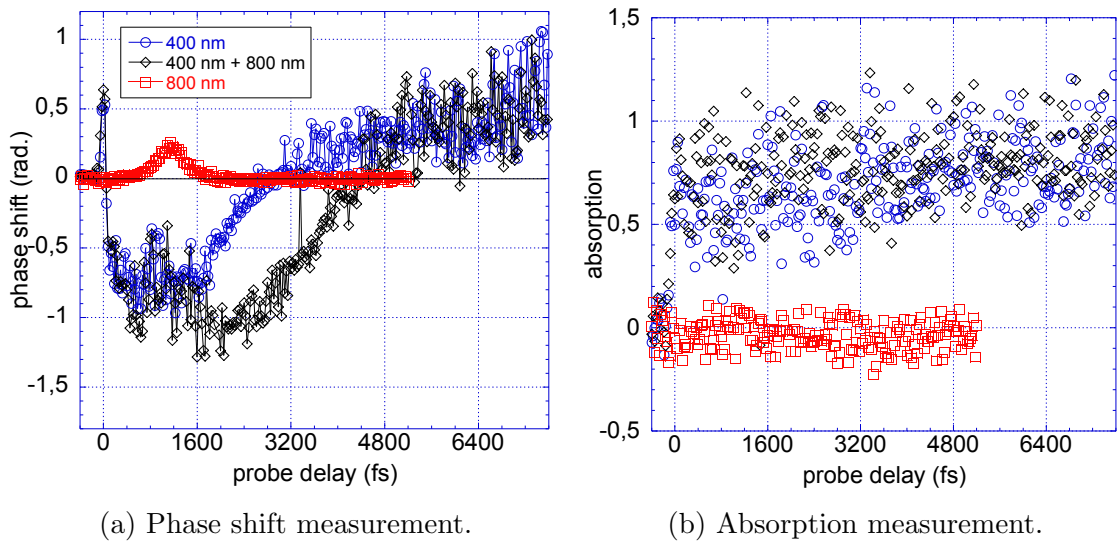 1
0,5
0
-0,5
-1
-1,5
phase shift (rad.)
400 nm
400 nm + 800 nm
800 nm
0 1600 3200 4800 6400
probe delay (fs)
(a) Phase shift measurement.
1,5
1
0,5
0
-0,5
absorption
0 1600 3200 4800 6400
probe delay (fs)
(b) Absorption measurement.